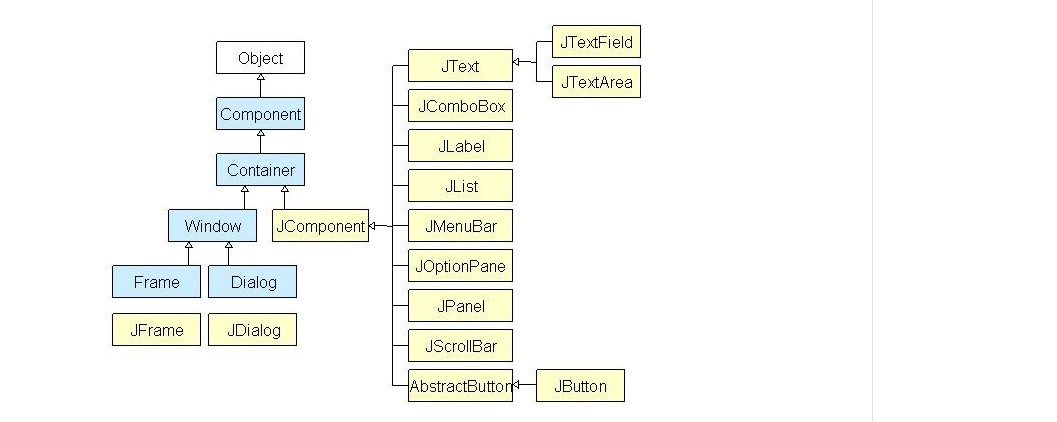 Object
Component
Container
Window
JComponent
Frame
Dialog
JFrame
JDialog
JText
JComboBox
JLabel
JList
JMenuBar
JOptionPane
JPanel
JScrollBar
AbstractButton
JTextField
JTextArea
JButton